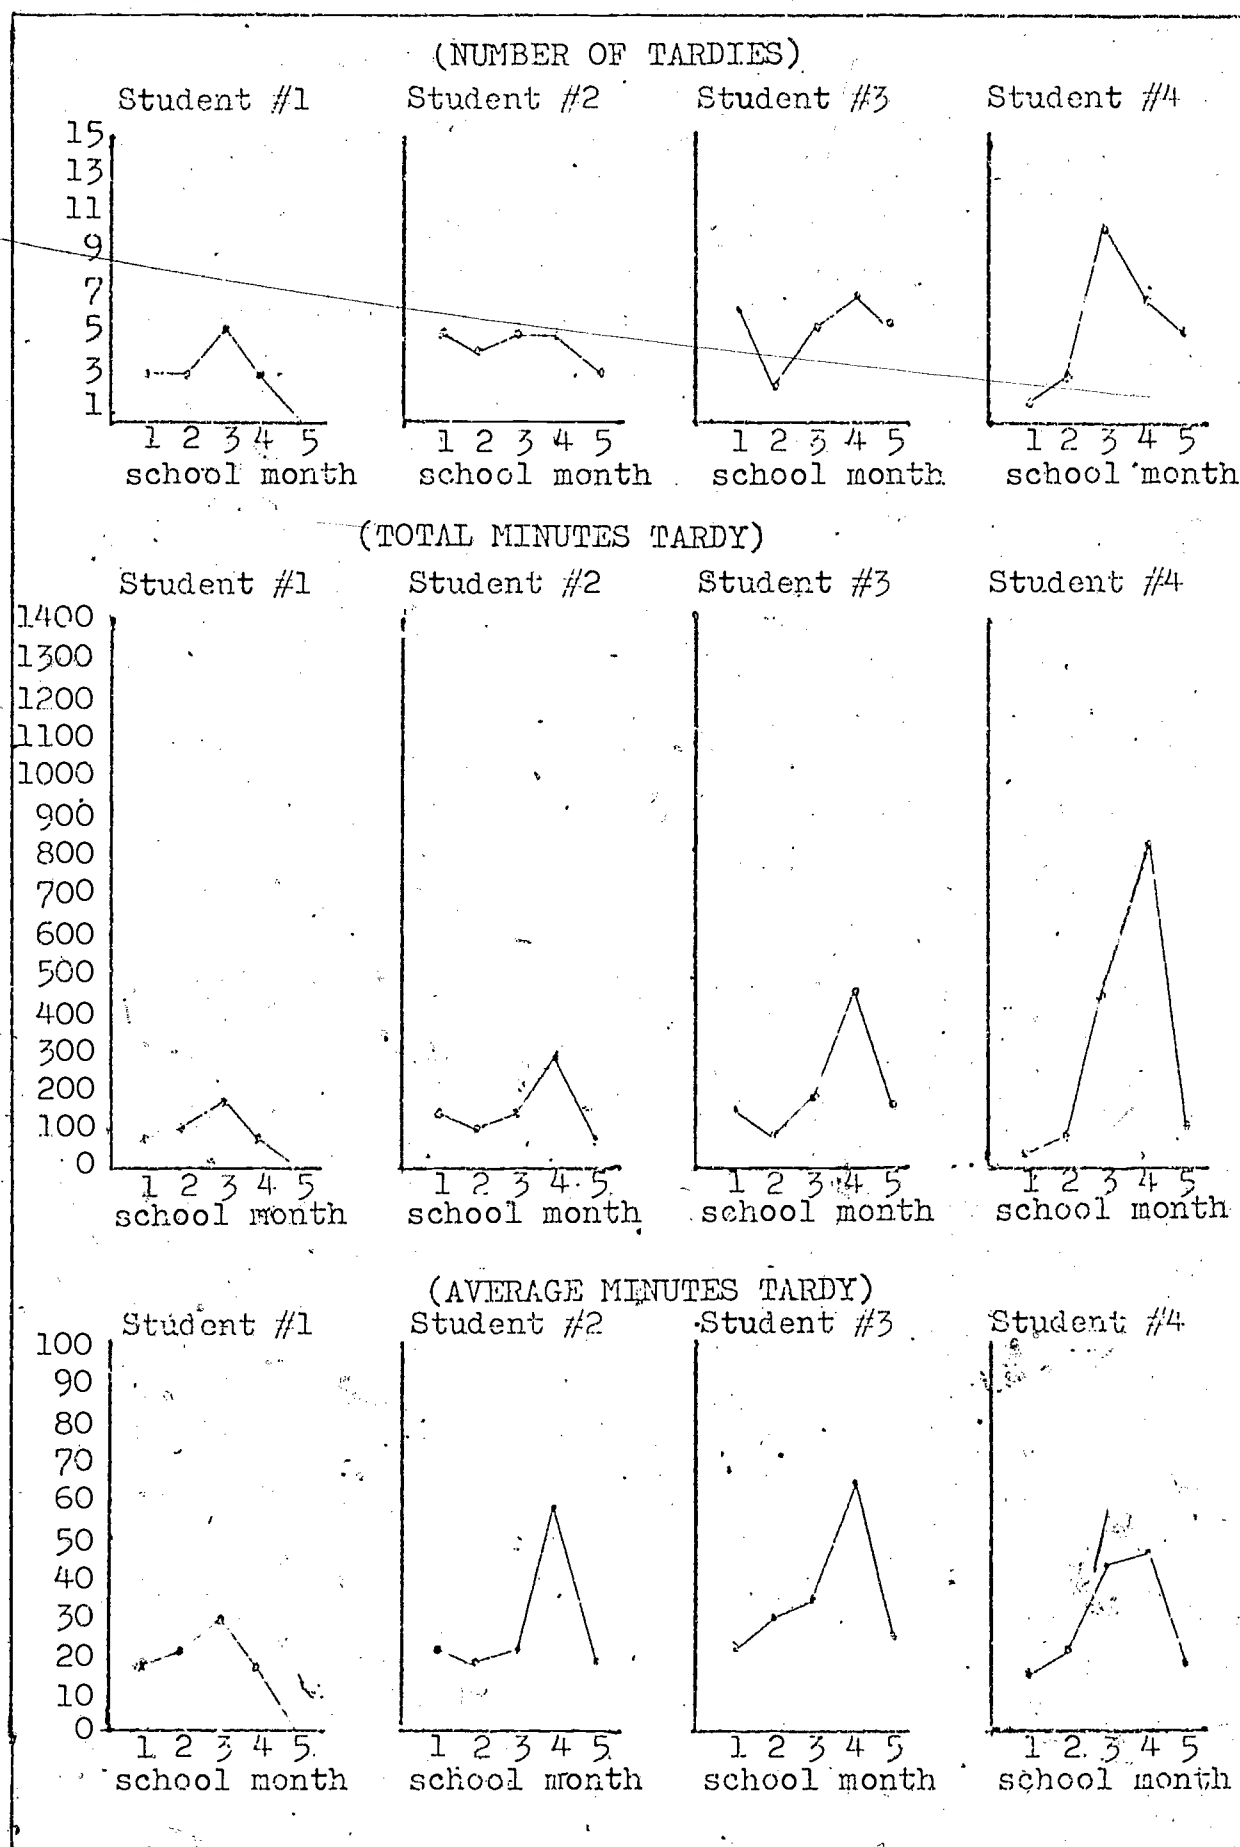 (NUMBER OF TARDIES)
Student #1 Student #2 Student #3 Student #4
15
13
11
9
7
5
3
1
1 2 3 4 5 1 2 3 4 5 1 2 3 4 5 1 2 3 4 5
school month school month school month school month
(TOTAL MINUTES TARDY)
Student #1 Student #2 Student #3 Student #4
1400
1300
1200
1100
1000
900
800
700
600
500
400
300
200
100
0
1 2 3 4 5 1 2 3 4 5 1 2 3 4 5 1 2 3 4 5
school month school month school month school month
(AVERAGE MINUTES TARDY)
Student #1 Student #2 Student #3 Student #4
100
90
80
70
60
50
40
30
20
10
0
1 2 3 4 5 1 2 3 4 5 1 2 3 4 5 1 2 3 4 5
school month school month school month school month